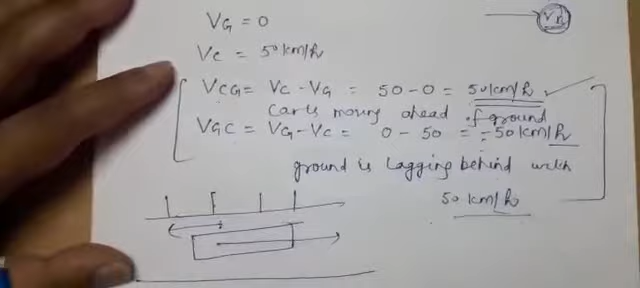 VG = 0
VR
VC = 50 km/h
VCG = VC - VG = 50 - 0 = 50 km/h
car is moving ahead of ground
VGC = VG - VC = 0 - 50 = - 50 km/h
ground is lagging behind with
50 km/h